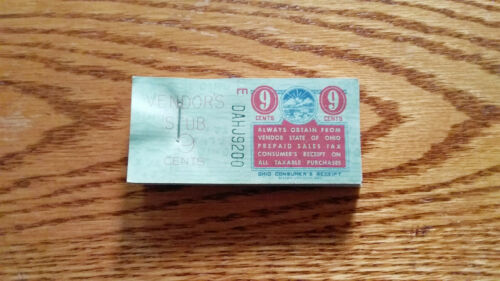 VENDOR'S
STUB
9
CENTS
E DAHJ9200
9 CENTS
9 CENTS
ALWAYS OBTAIN FROM
VENDOR STATE OF OHIO
PREPAID SALES TAX
CONSUMER'S RECEIPT ON
ALL TAXABLE PURCHASES
OHIO CONSUMER'S RECEIPT